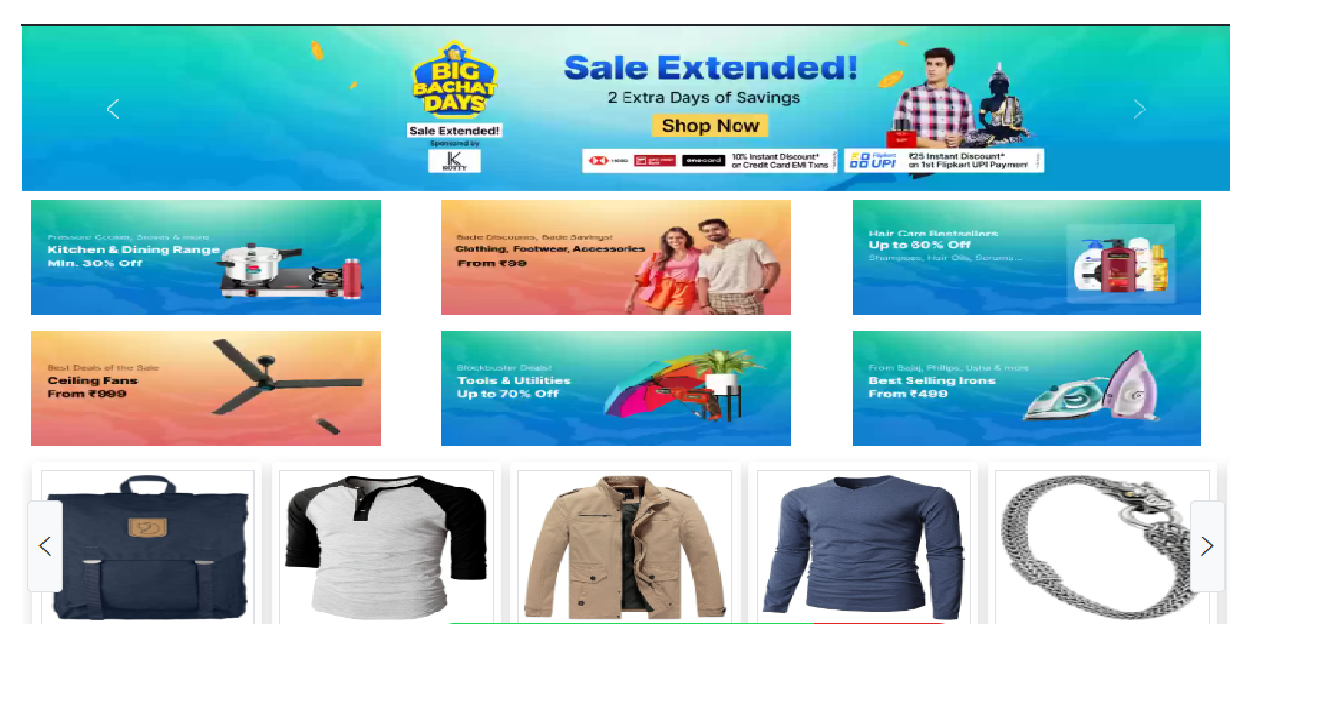 BIG
BACHAT
DAYS
Sale Extended!
Sponsored by
Sale Extended!
2 Extra Days of Savings
Shop Now
10% Instant Discount*
on Credit Card EMI Txns
Flipkart
UPI
₹25 Instant Discount*
on 1st Flipkart UPI Payment
Pressure Cooker, Stoves & more
Kitchen & Dining Range
Min. 30% Off
Bade Discounts, Bade Savings!
Clothing, Footwear, Accessories
From ₹99
Hair Care Bestsellers
Up to 60% Off
Shampoos, Hair Oils, Serums...
Best Deals of the Sale
Ceiling Fans
From ₹999
Blockbuster Deals!
Tools & Utilities
Up to 70% Off
From Bajaj, Philips, Usha & more
Best Selling Irons
From ₹499